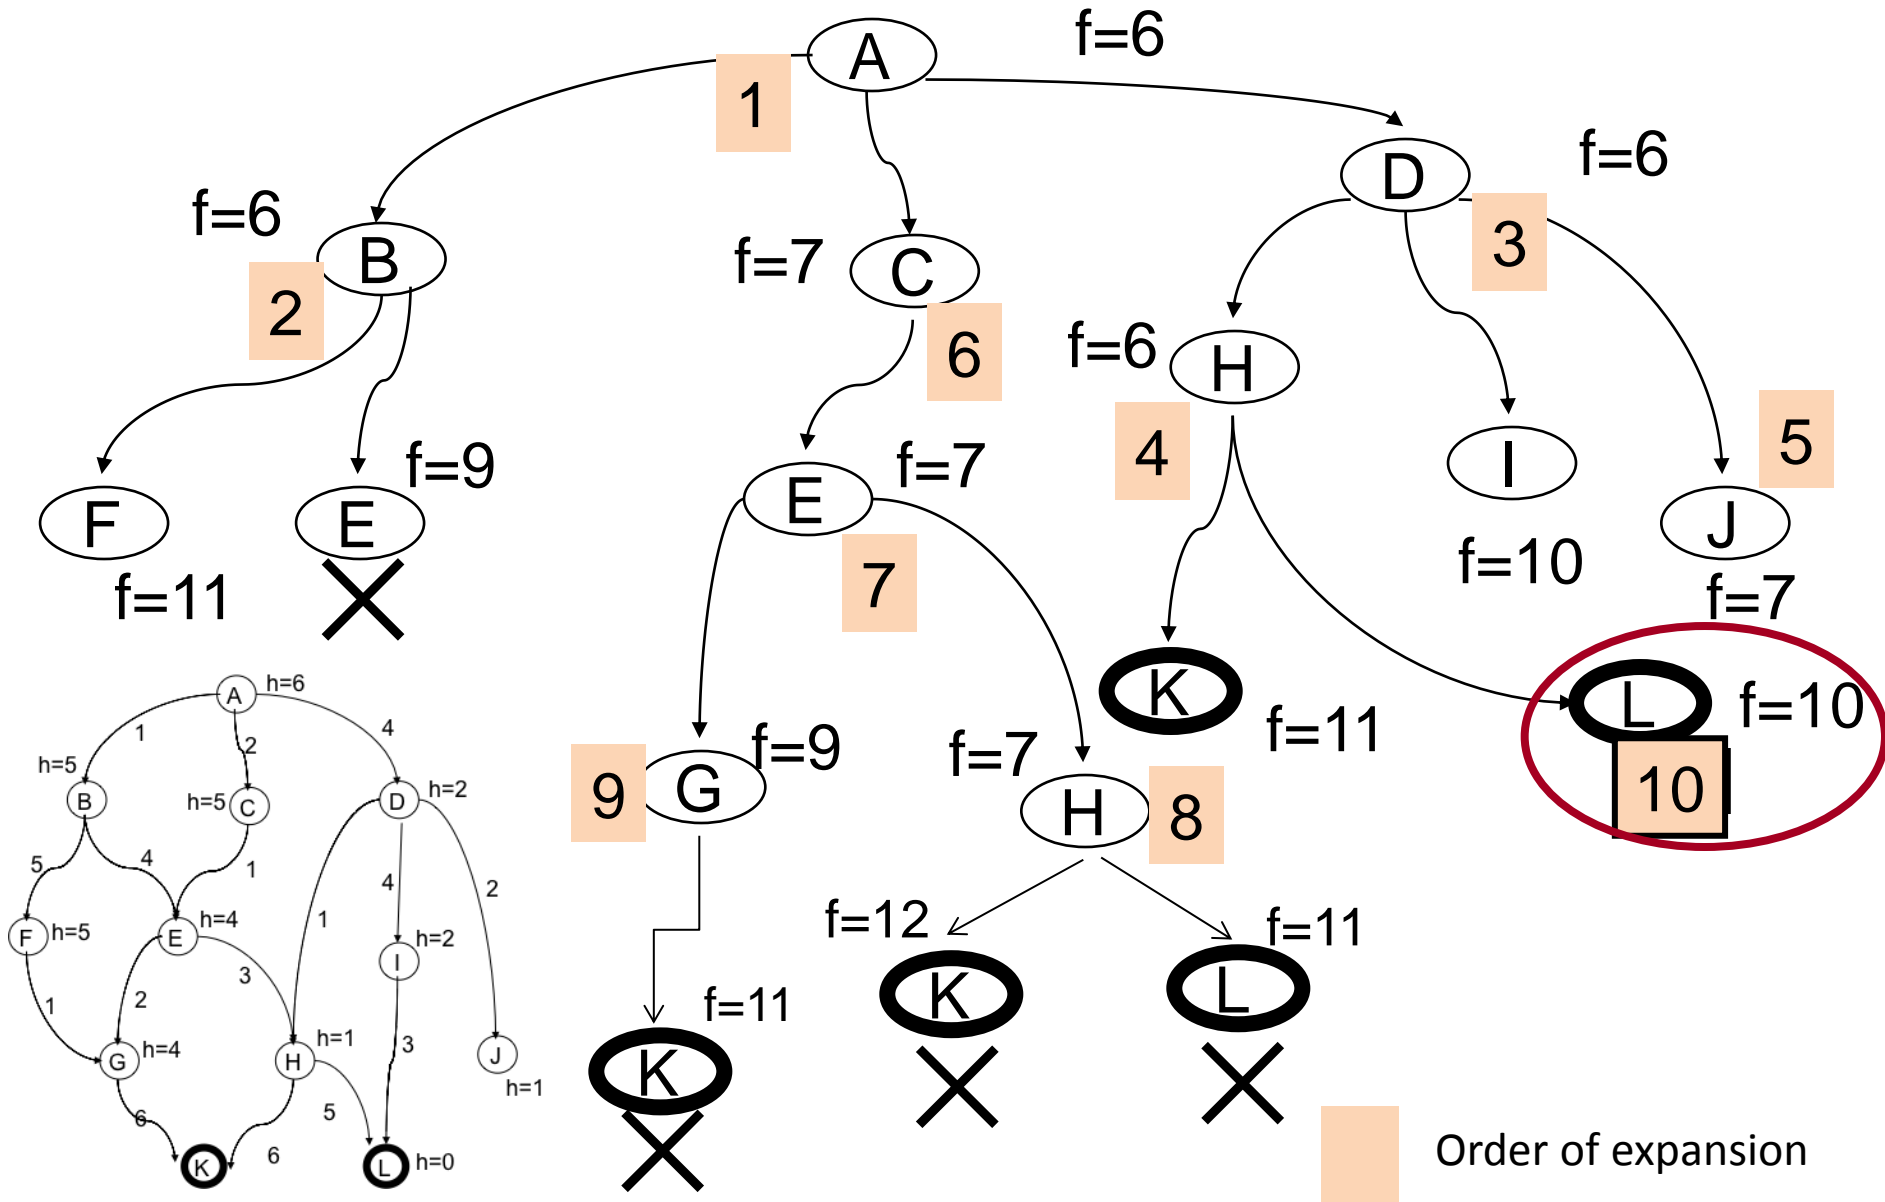 A
f=6
1
D
f=6
f=6
B
2
f=7
C
6
3
f=6
H
4
I
f=10
5
J
f=7
F
f=11
E
f=9
E
f=7
7
K
f=11
L
f=10
10
9
G
f=9
f=7
H
8
f=12
K
f=11
L
f=11
K
A
h=6
1
2
4
h=5
B
h=5
C
D
h=2
5
4
1
1
4
2
F
h=5
E
h=4
I
h=2
1
2
3
3
G
h=4
H
h=1
J
h=1
6
6
5
K
L
h=0
Order of expansion